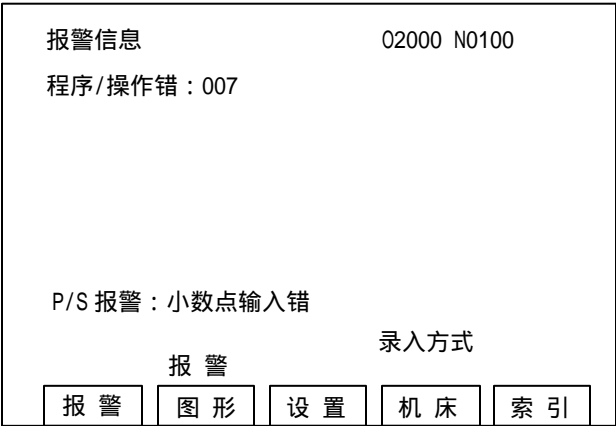 报警信息 O2000 N0100
程序/操作错：007
P/S 报警：小数点输入错
录入方式
报 警
报 警 图 形 设 置 机 床 索 引